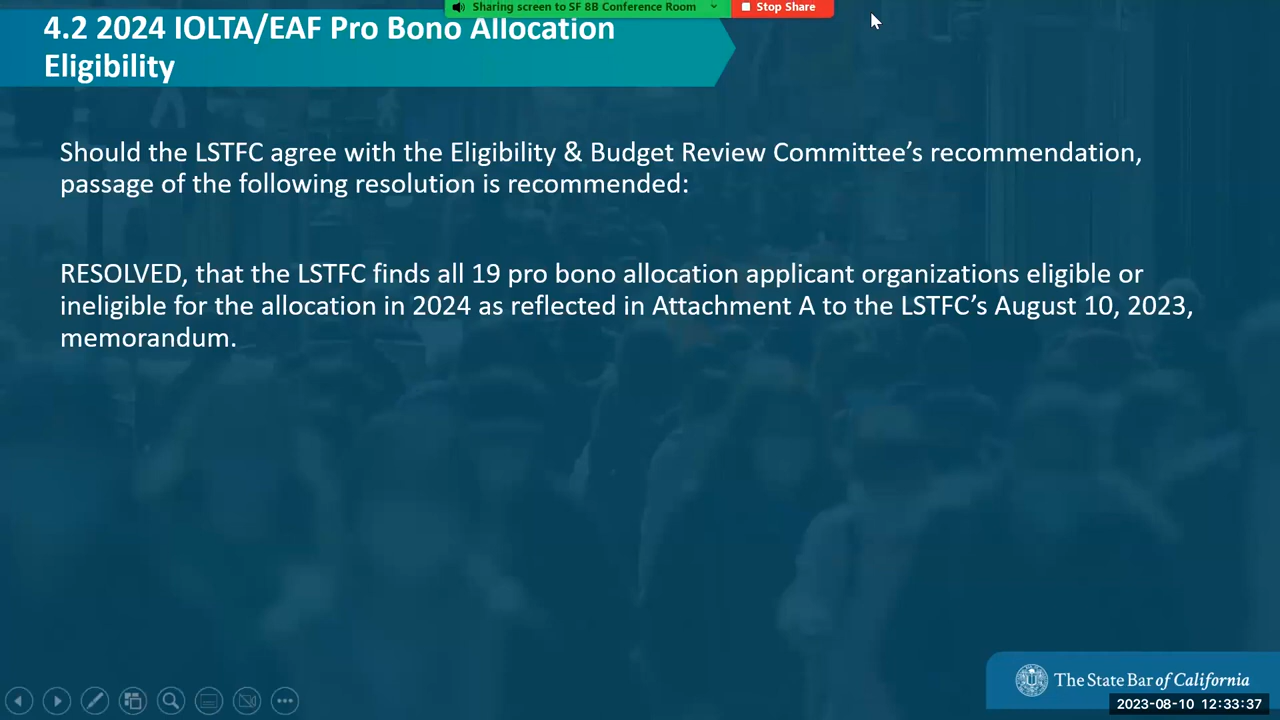 Sharing screen to SF 8B Conference Room
Stop Share
4.2 2024 IOLTA/EAF Pro Bono Allocation
Eligibility
Should the LSTFC agree with the Eligibility & Budget Review Committee’s recommendation,
passage of the following resolution is recommended:
RESOLVED, that the LSTFC finds all 19 pro bono allocation applicant organizations eligible or
ineligible for the allocation in 2024 as reflected in Attachment A to the LSTFC’s August 10, 2023,
memorandum.
The State Bar of California
2023-08-10 12:33:37